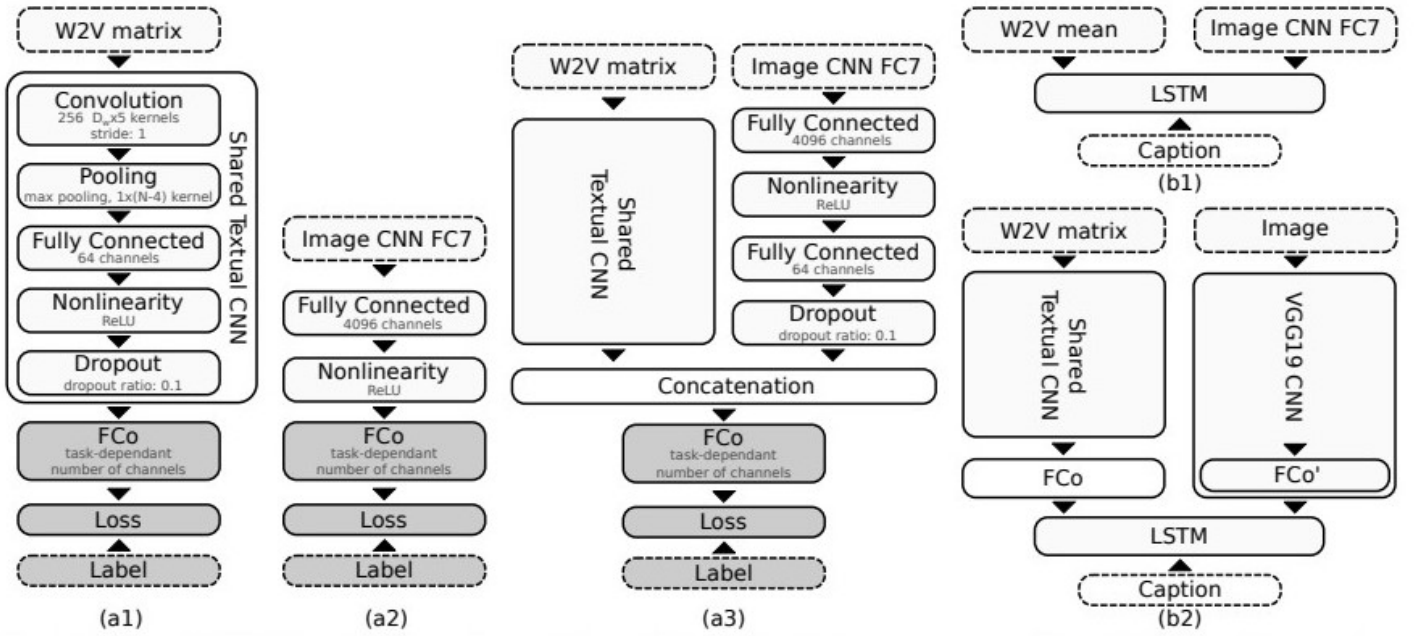 W2V matrix
Convolution
256 Dwx5 kernels
stride: 1
Pooling
max pooling, 1x(N-4) kernel
Fully Connected
64 channels
Nonlinearity
ReLU
Dropout
dropout ratio: 0.1
Shared Textual CNN
FCo
task-dependant
number of channels
Loss
Label
(a1)
Image CNN FC7
Fully Connected
4096 channels
Nonlinearity
ReLU
FCo
task-dependant
number of channels
Loss
Label
(a2)
W2V matrix
Shared
Textual CNN
Image CNN FC7
Fully Connected
4096 channels
Nonlinearity
ReLU
Fully Connected
64 channels
Dropout
dropout ratio: 0.1
Concatenation
FCo
task-dependant
number of channels
Loss
Label
(a3)
W2V mean
Image CNN FC7
LSTM
Caption
(b1)
W2V matrix
Shared
Textual CNN
FCo
Image
VGG19 CNN
FCo'
LSTM
Caption
(b2)